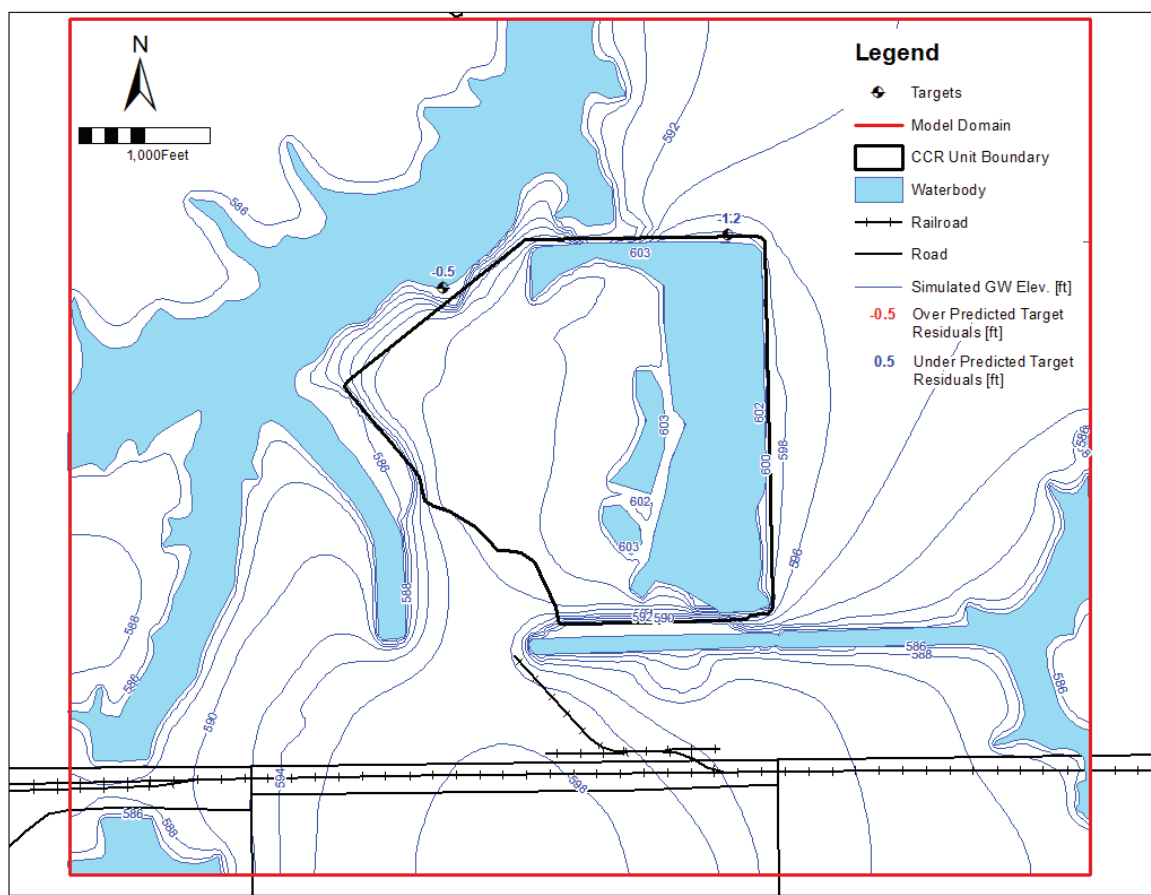 N
1,000Feet
Legend
Targets
Model Domain
CCR Unit Boundary
Waterbody
Railroad
Road
Simulated GW Elev. [ft]
-0.5 Over Predicted Target
Residuals [ft]
0.5 Under Predicted Target
Residuals [ft]
592
586
-1.2
603
-0.5
586
603
602
598
586
600
602
603
596
588
588
592
590
586
588
586
586
590
594
598
586
588